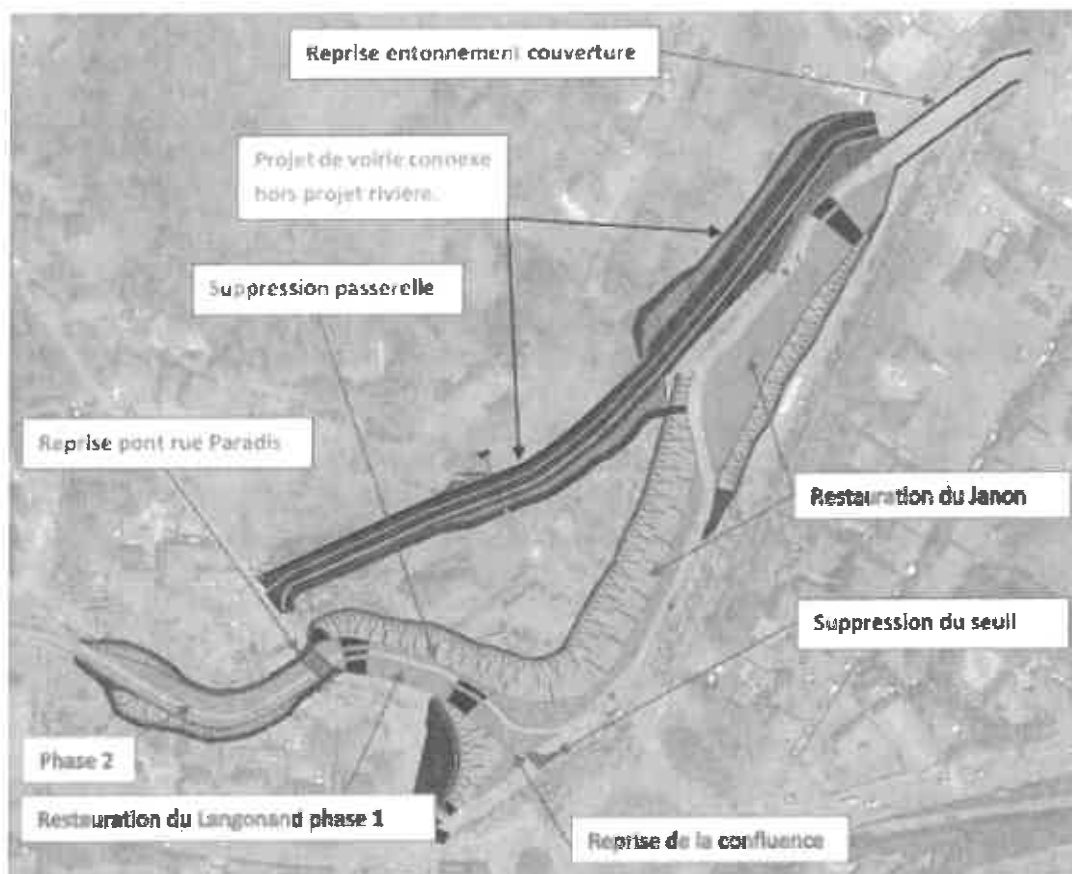 Reprise entonnement couverture
Projet de voirie connexe
hors projet rivière.
Suppression passerelle
Reprise pont rue Paradis
Restauration du Janon
Suppression du seuil
Phase 2
Restauration du Langonand phase 1
Reprise de la confluence